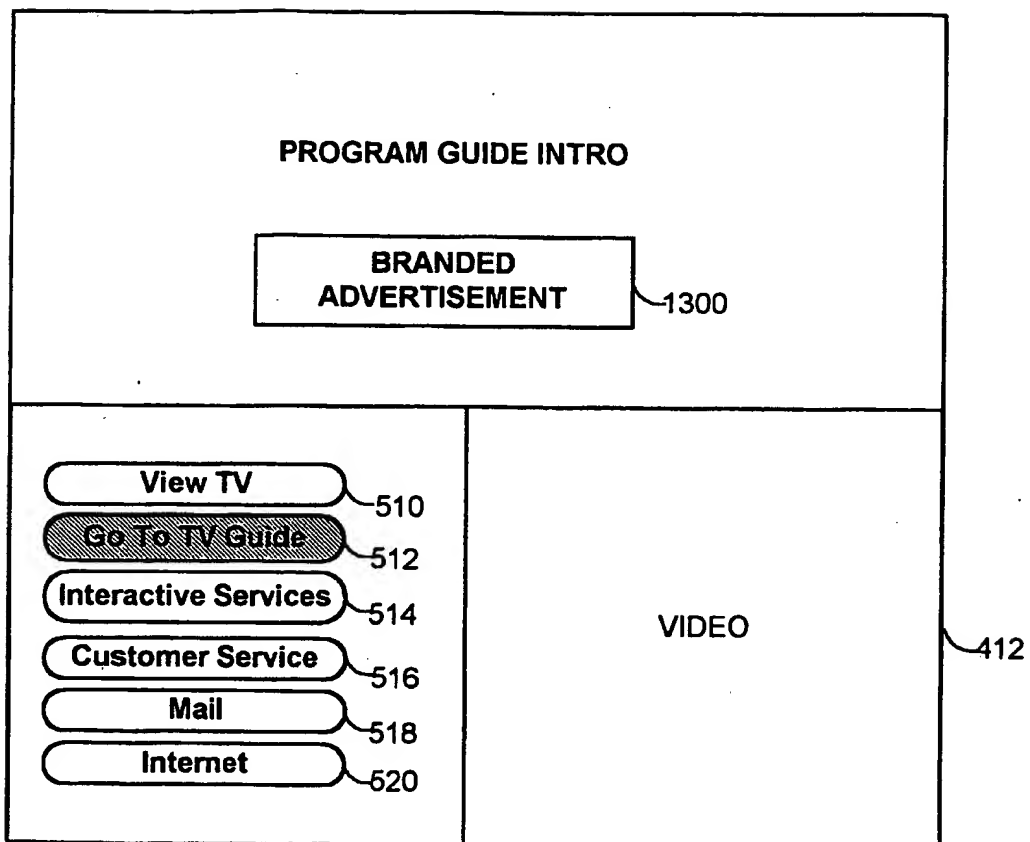 PROGRAM GUIDE INTRO
BRANDED
ADVERTISEMENT
1300
View TV
510
Go To TV Guide
512
Interactive Services
514
Customer Service
516
Mail
518
Internet
520
VIDEO
412